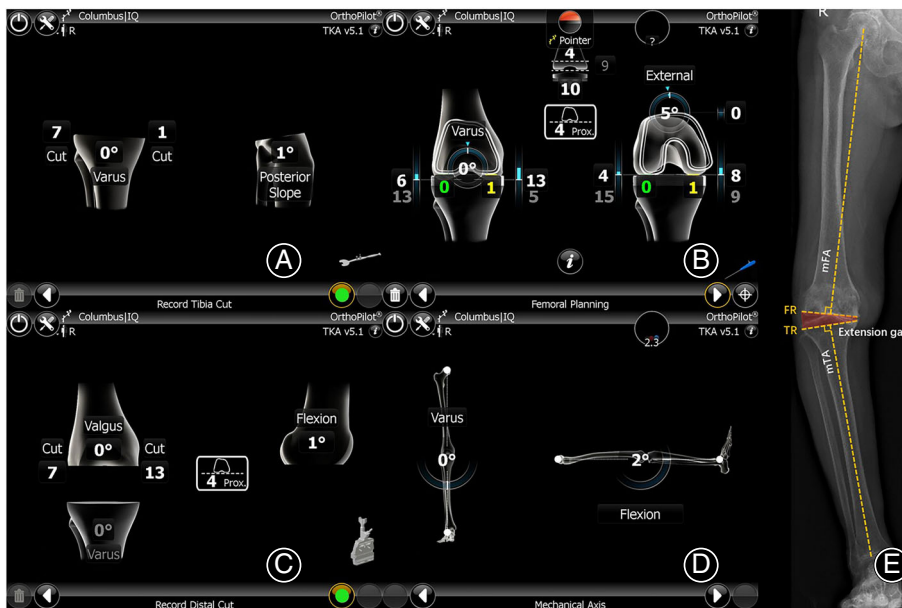 Columbus|IQ
OrthoPilot®
R
TKA v5.1
i
7
Cut
1
Cut
0°
Varus
1°
Posterior
Slope
A
Record Tibia Cut
Columbus|IQ
OrthoPilot®
R
TKA v5.1
i
Pointer
?
4
9
10
4 Prox.
Varus
0°
6
13
0
1
13
5
External
5°
0
4
15
0
1
8
9
i
B
Femoral Planning
Columbus|IQ
OrthoPilot®
R
TKA v5.1
i
Valgus
0°
Cut
7
Cut
13
4 Prox.
Flexion
1°
0°
Varus
C
Record Distal Cut
Columbus|IQ
OrthoPilot®
R
TKA v5.1
i
2.3
Varus
0°
2°
Flexion
D
Mechanical Axis
R
mFA
FR
TR
Extension ga
mTA
E